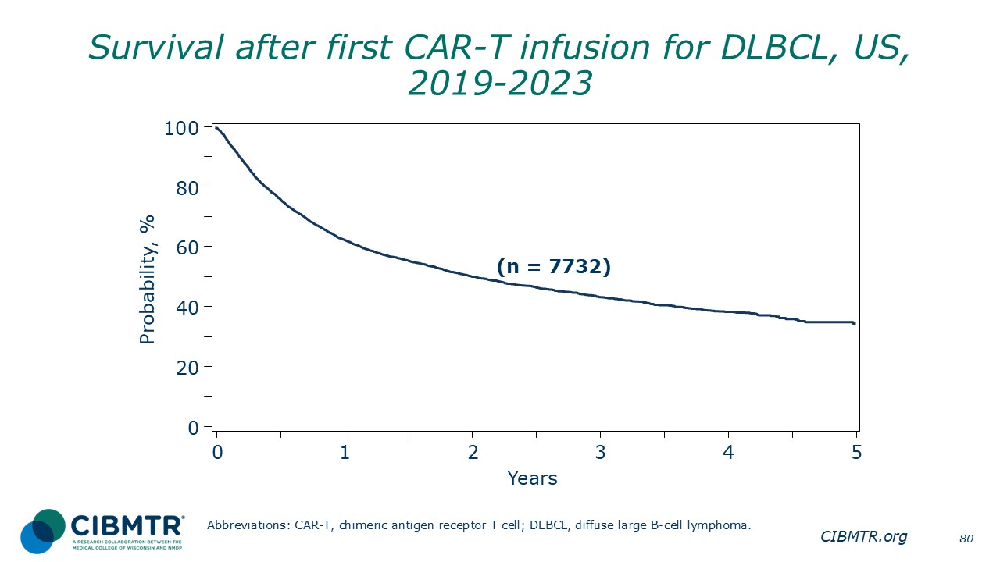 Survival after first CAR-T infusion for DLBCL, US,
2019-2023
100
80
60
40
20
0
Probability, %
(n = 7732)
0 1 2 3 4 5
Years
CIBMTR®
A RESEARCH COLLABORATION BETWEEN THE
MEDICAL COLLEGE OF WISCONSIN AND NMDP
Abbreviations: CAR-T, chimeric antigen receptor T cell; DLBCL, diffuse large B-cell lymphoma.
CIBMTR.org
80